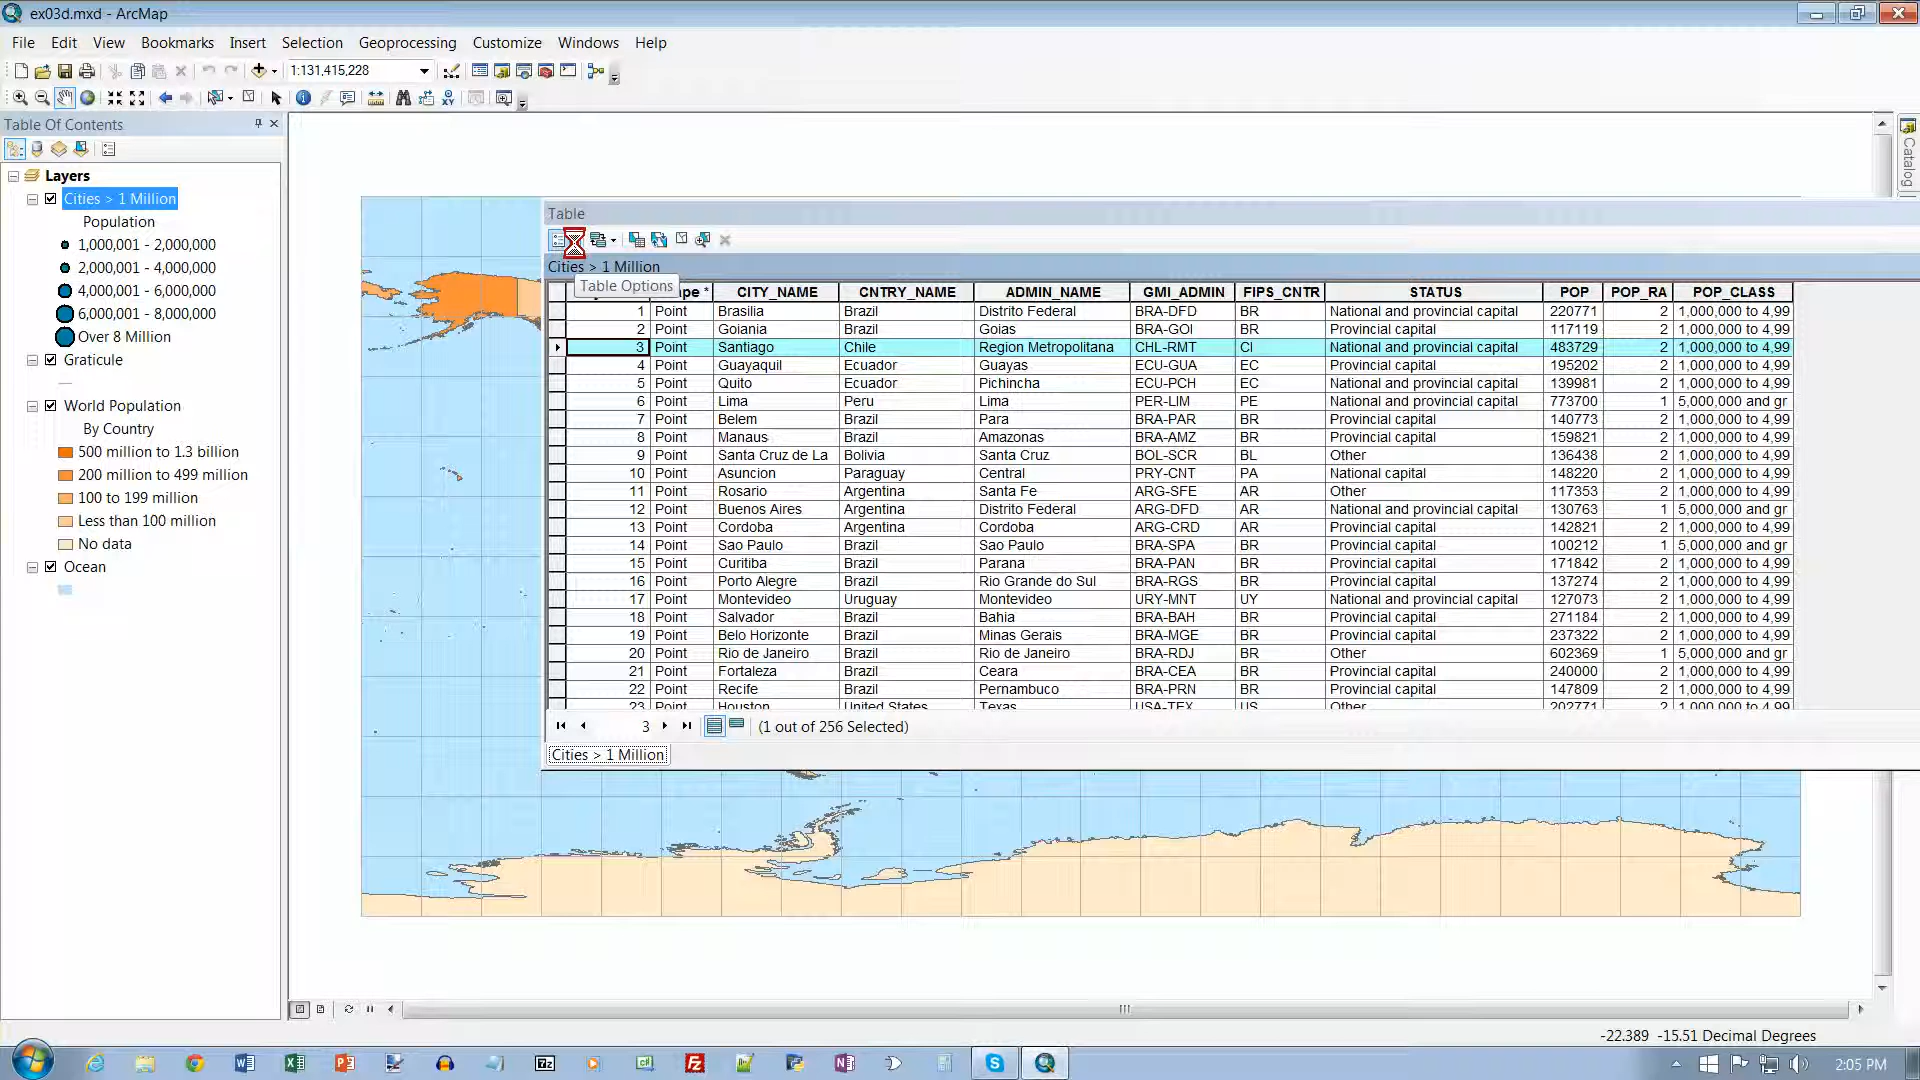 ex03d.mxd - ArcMap
File Edit View Bookmarks Insert Selection Geoprocessing Customize Windows Help
1:131,415,228
Table Of Contents
Layers
Cities > 1 Million
Population
1,000,001 - 2,000,000
2,000,001 - 4,000,000
4,000,001 - 6,000,000
6,000,001 - 8,000,000
Over 8 Million
Graticule
World Population
By Country
500 million to 1.3 billion
200 million to 499 million
100 to 199 million
Less than 100 million
No data
Ocean
Catalog
Table
Cities > 1 Million
Table Options
pe * CITY_NAME CNTRY_NAME ADMIN_NAME GMI_ADMIN FIPS_CNTR STATUS POP POP_RA POP_CLASS
1 Point Brasilia Brazil Distrito Federal BRA-DFD BR National and provincial capital 220771 2 1,000,000 to 4,99
2 Point Goiania Brazil Goias BRA-GOI BR Provincial capital 117119 2 1,000,000 to 4,99
3 Point Santiago Chile Region Metropolitana CHL-RMT CI National and provincial capital 483729 2 1,000,000 to 4,99
4 Point Guayaquil Ecuador Guayas ECU-GUA EC Provincial capital 195202 2 1,000,000 to 4,99
5 Point Quito Ecuador Pichincha ECU-PCH EC National and provincial capital 139981 2 1,000,000 to 4,99
6 Point Lima Peru Lima PER-LIM PE National and provincial capital 773700 1 5,000,000 and gr
7 Point Belem Brazil Para BRA-PAR BR Provincial capital 140773 2 1,000,000 to 4,99
8 Point Manaus Brazil Amazonas BRA-AMZ BR Provincial capital 159821 2 1,000,000 to 4,99
9 Point Santa Cruz de La Bolivia Santa Cruz BOL-SCR BL Other 136438 2 1,000,000 to 4,99
10 Point Asuncion Paraguay Central PRY-CNT PA National capital 148220 2 1,000,000 to 4,99
11 Point Rosario Argentina Santa Fe ARG-SFE AR Other 117353 2 1,000,000 to 4,99
12 Point Buenos Aires Argentina Distrito Federal ARG-DFD AR National and provincial capital 130763 1 5,000,000 and gr
13 Point Cordoba Argentina Cordoba ARG-CRD AR Provincial capital 142821 2 1,000,000 to 4,99
14 Point Sao Paulo Brazil Sao Paulo BRA-SPA BR Provincial capital 100212 1 5,000,000 and gr
15 Point Curitiba Brazil Parana BRA-PAN BR Provincial capital 171842 2 1,000,000 to 4,99
16 Point Porto Alegre Brazil Rio Grande do Sul BRA-RGS BR Provincial capital 137274 2 1,000,000 to 4,99
17 Point Montevideo Uruguay Montevideo URY-MNT UY National and provincial capital 127073 2 1,000,000 to 4,99
18 Point Salvador Brazil Bahia BRA-BAH BR Provincial capital 271184 2 1,000,000 to 4,99
19 Point Belo Horizonte Brazil Minas Gerais BRA-MGE BR Provincial capital 237322 2 1,000,000 to 4,99
20 Point Rio de Janeiro Brazil Rio de Janeiro BRA-RDJ BR Other 602369 1 5,000,000 and gr
21 Point Fortaleza Brazil Ceara BRA-CEA BR Provincial capital 240000 2 1,000,000 to 4,99
22 Point Recife Brazil Pernambuco BRA-PRN BR Provincial capital 147809 2 1,000,000 to 4,99
23 Point Houston United States Texas USA-TEX US Other 202771 2 1,000,000 to 4,99
3 (1 out of 256 Selected)
Cities > 1 Million
-22.389 -15.51 Decimal Degrees
2:05 PM